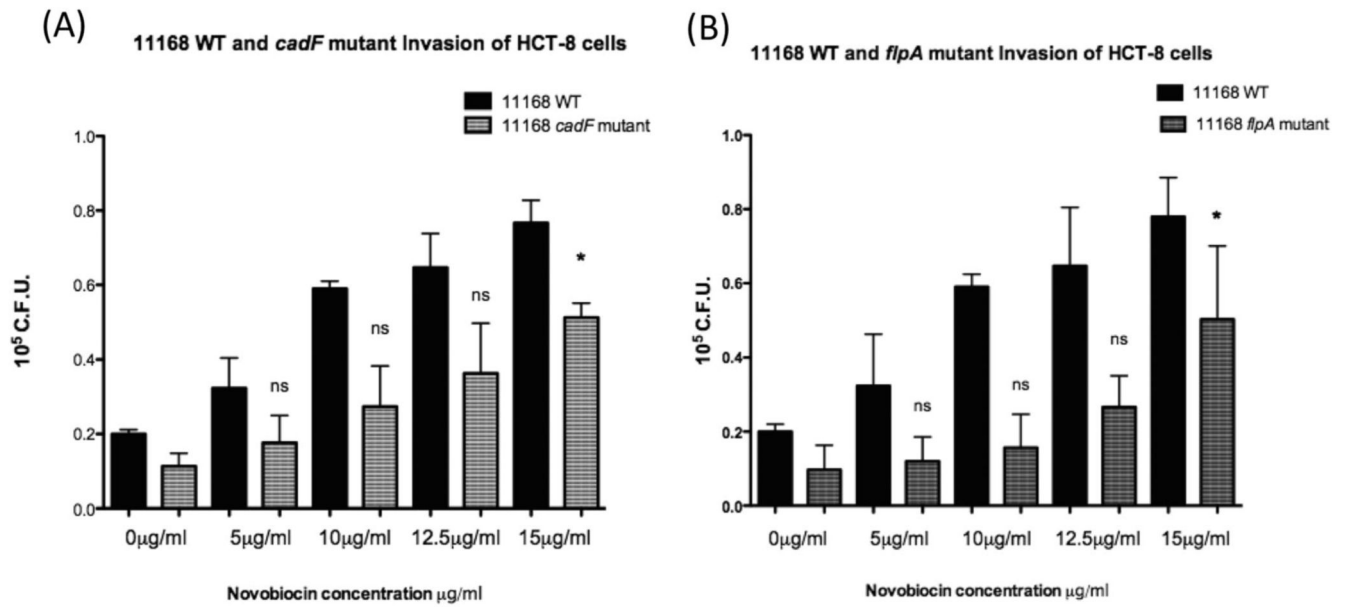 (A)
11168 WT and cadF mutant Invasion of HCT-8 cells
11168 WT
11168 cadF mutant
1.0
0.8
0.6
0.4
0.2
0.0
10⁵ C.F.U.
ns
ns
ns
*
0μg/ml 5μg/ml 10μg/ml 12.5μg/ml 15μg/ml
Novobiocin concentration μg/ml
(B)
11168 WT and flpA mutant Invasion of HCT-8 cells
11168 WT
11168 flpA mutant
1.0
0.8
0.6
0.4
0.2
0.0
10⁵ C.F.U.
ns
ns
ns
*
0μg/ml 5μg/ml 10μg/ml 12.5μg/ml 15μg/ml
Novobiocin concentration μg/ml